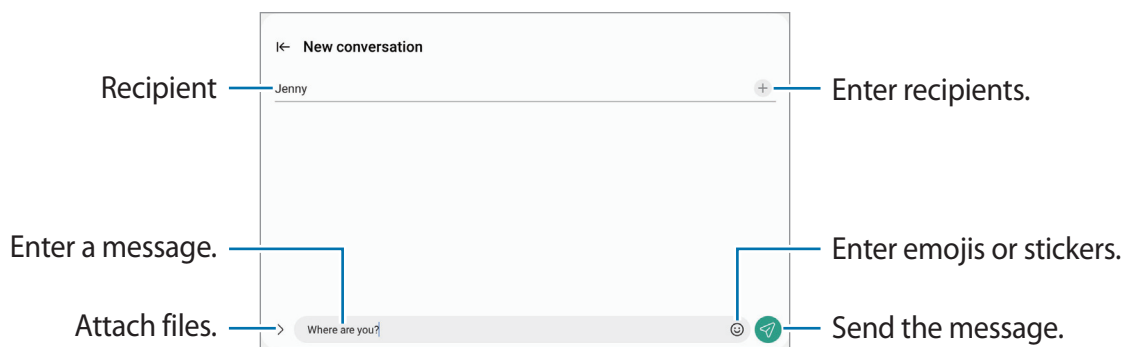 New conversation
Recipient
Jenny
Enter recipients.
Enter a message.
Enter emojis or stickers.
Attach files.
Where are you?
Send the message.